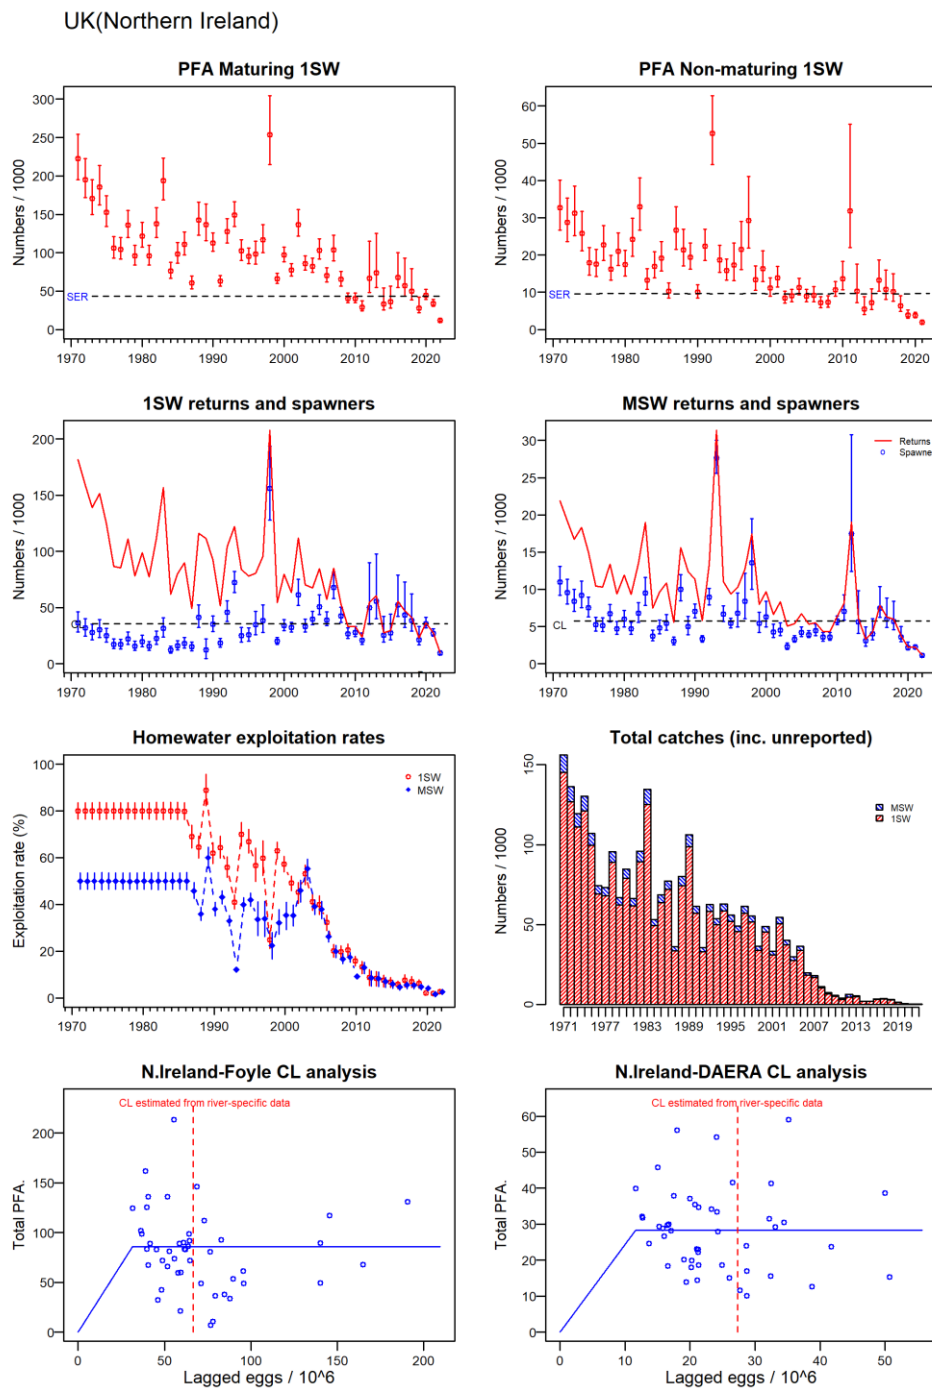 UK(Northern Ireland)
PFA Maturing 1SW
Numbers / 1000
300
250
200
150
100
50
0
SER
1970 1980 1990 2000 2010 2020
PFA Non-maturing 1SW
Numbers / 1000
60
50
40
30
20
10
0
SER
1970 1980 1990 2000 2010 2020
1SW returns and spawners
Numbers / 1000
200
150
100
50
0
CL
1970 1980 1990 2000 2010 2020
MSW returns and spawners
Numbers / 1000
30
25
20
15
10
5
0
CL
Returns
Spawne
1970 1980 1990 2000 2010 2020
Homewater exploitation rates
Exploitation rate (%)
100
80
60
40
20
0
1SW
MSW
1970 1980 1990 2000 2010 2020
Total catches (inc. unreported)
Numbers / 1000
150
100
50
0
MSW
1SW
1971 1977 1983 1989 1995 2001 2007 2013 2019
N.Ireland-Foyle CL analysis
CL estimated from river-specific data
Total PFA.
200
150
100
50
0
0 50 100 150 200
Lagged eggs / 10^6
N.Ireland-DAERA CL analysis
CL estimated from river-specific data
Total PFA.
60
50
40
30
20
10
0
0 10 20 30 40 50
Lagged eggs / 10^6